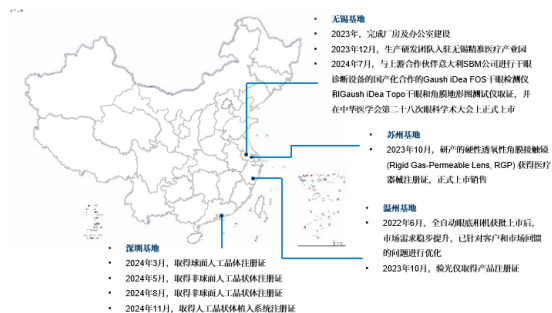 无锡基地
• 2023年，完成厂房及办公室建设
• 2023年12月，生产研发团队入驻无锡精准医疗产业园
• 2024年7月，与上游合作伙伴意大利SBM公司进行干眼
诊断设备的国产化合作的Gaush iDea FOS干眼检测仪
和Gaush iDea Topo干眼和角膜地形图测试仪取证，并
在中华医学会第二十八次眼科学术大会上正式上市
• 苏州基地
• 2023年10月，研产的硬性透氧性角膜接触镜
(Rigid Gas-Permeable Lens, RGP) 获得医疗
器械注册证，正式上市销售
• 温州基地
• 2022年6月，全自动眼底相机获批上市后，
市场需求稳步提升，已针对客户和市场回馈
的问题进行优化
• 2023年10月，验光仪取得产品注册证
深圳基地
• 2024年3月，取得球面人工晶体注册证
• 2024年5月，取得非球面人工晶状体注册证
• 2024年8月，取得非球面人工晶状体注册证
• 2024年11月，取得人工晶状体植入系统注册证